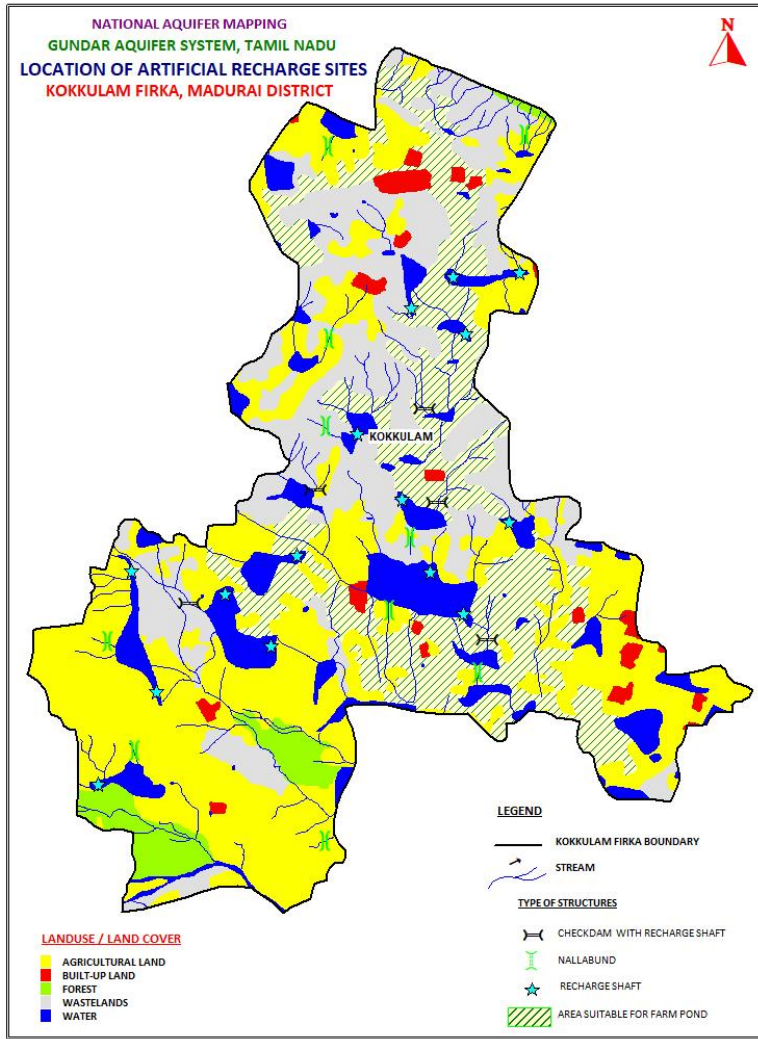 NATIONAL AQUIFER MAPPING
GUNDAR AQUIFER SYSTEM, TAMIL NADU
LOCATION OF ARTIFICIAL RECHARGE SITES
KOKKULAM FIRKA, MADURAI DISTRICT
N
KOKKULAM
LEGEND
KOKKULAM FIRKA BOUNDARY
STREAM
TYPE OF STRUCTURES
CHECKDAM WITH RECHARGE SHAFT
NALLABUND
RECHARGE SHAFT
AREA SUITABLE FOR FARM POND
LANDUSE / LAND COVER
AGRICULTURAL LAND
BUILT-UP LAND
FOREST
WASTELANDS
WATER